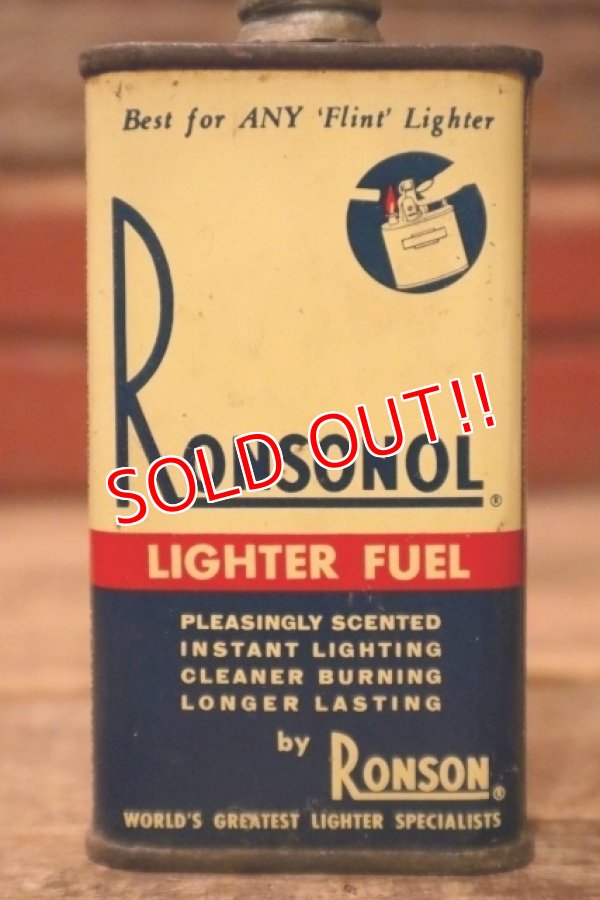 Best for ANY 'Flint' Lighter
RONSONOL®
SOLD OUT!!
LIGHTER FUEL
PLEASINGLY SCENTED
INSTANT LIGHTING
CLEANER BURNING
LONGER LASTING
by RONSON®
WORLD'S GREATEST LIGHTER SPECIALISTS